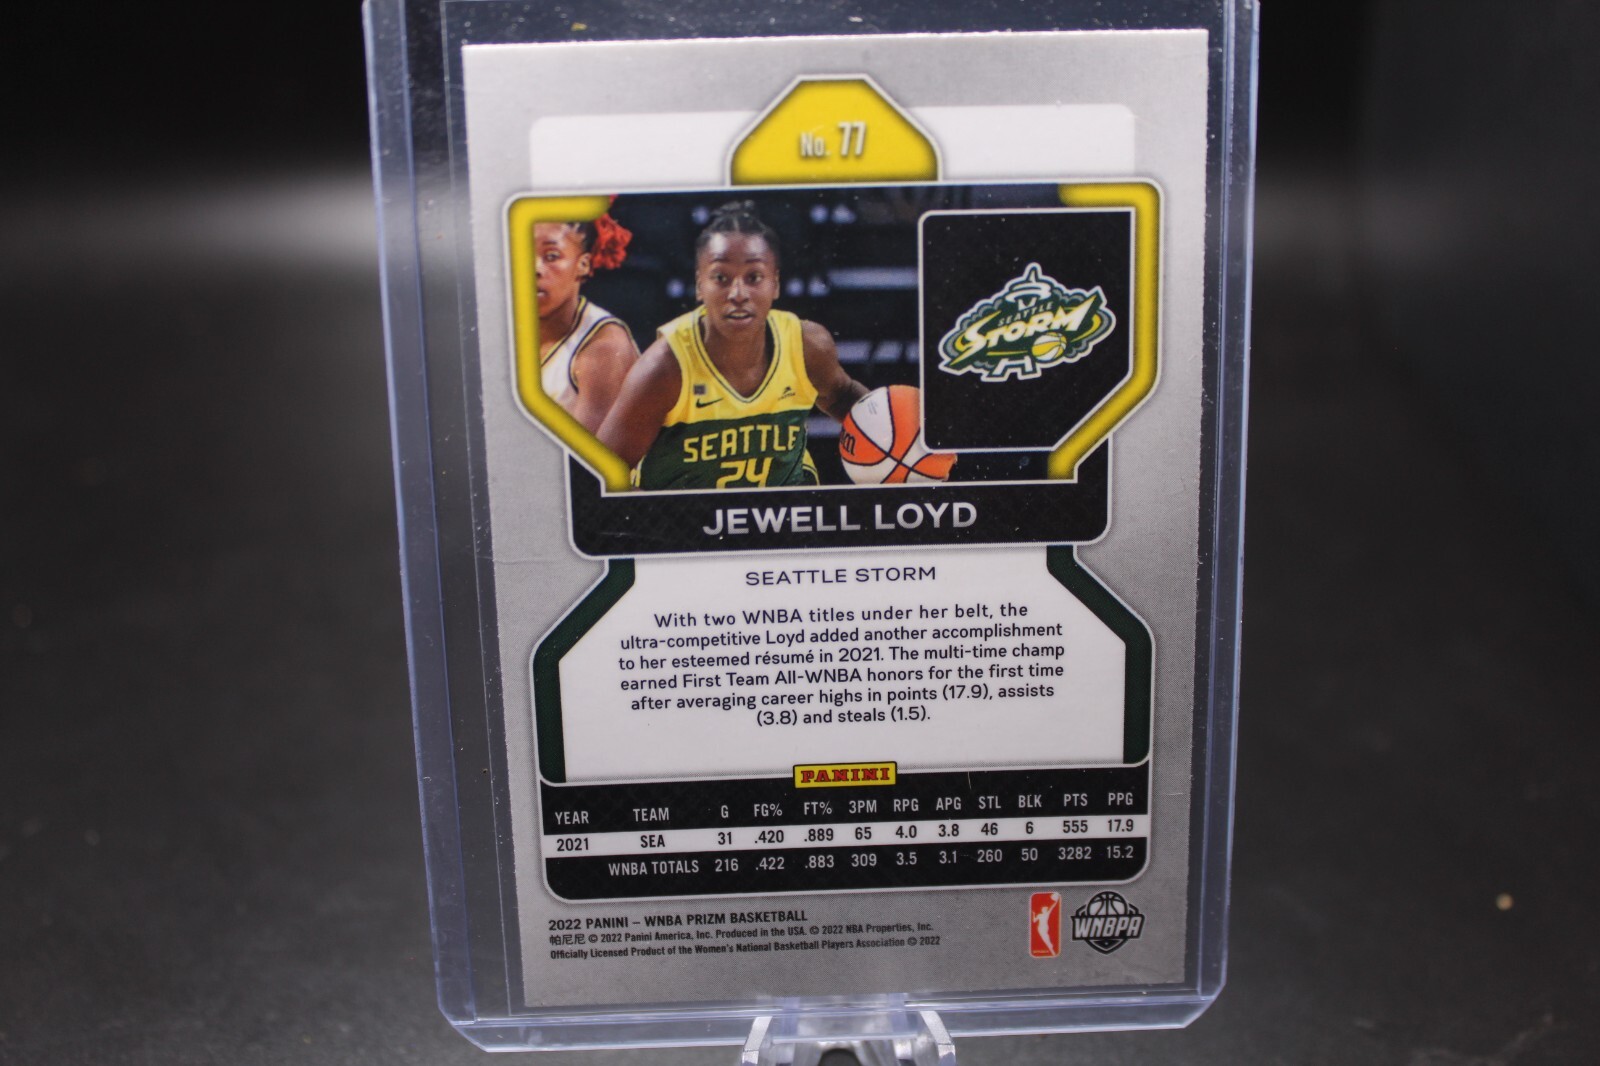 No. 77
SEATTLE
STORM
SEATTLE
24
JEWELL LOYD
SEATTLE STORM
With two WNBA titles under her belt, the
ultra-competitive Loyd added another accomplishment
to her esteemed résumé in 2021. The multi-time champ
earned First Team All-WNBA honors for the first time
after averaging career highs in points (17.9), assists
(3.8) and steals (1.5).
PANINI
YEAR TEAM G FG% FT% 3PM RPG APG STL BLK PTS PPG
2021 SEA 31 .420 .889 65 4.0 3.8 46 6 555 17.9
WNBA TOTALS 216 .422 .883 309 3.5 3.1 260 50 3282 15.2
2022 PANINI – WNBA PRIZM BASKETBALL
帕尼尼 © 2022 Panini America, Inc. Produced in the USA. © 2022 NBA Properties, Inc.
Officially Licensed Product of the Women's National Basketball Players Association © 2022
WNBPA